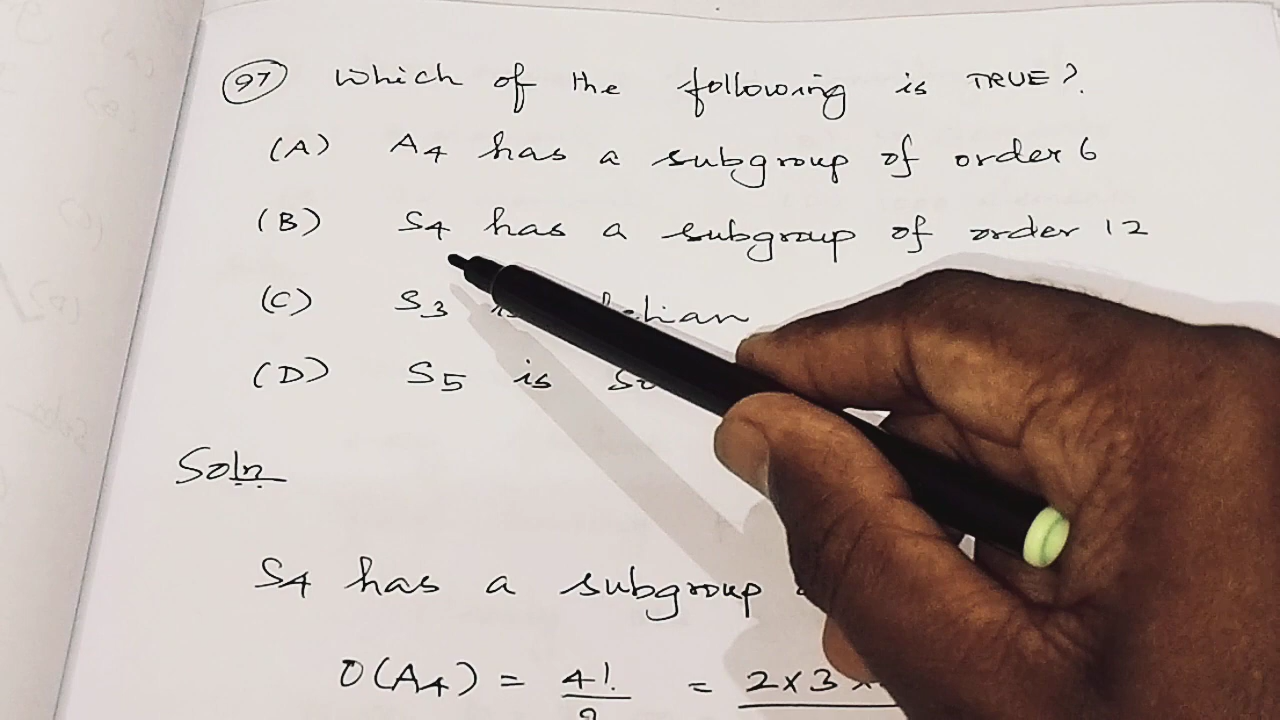 97 Which of the following is TRUE?
(A) A4 has a subgroup of order 6
(B) S4 has a subgroup of order 12
(C) S3
(D) S5 is
Soln
S4 has a subgroup
O(A4) = 4!/2 = 2×3×